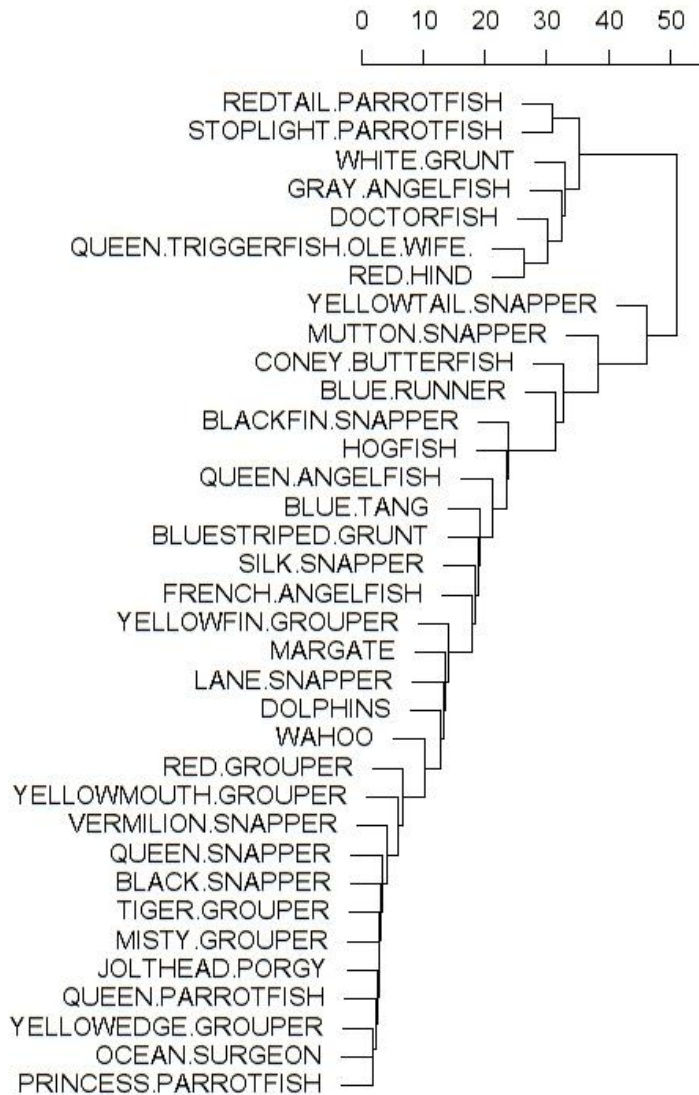 0 10 20 30 40 50
REDTAIL.PARROTFISH
STOPLIGHT.PARROTFISH
WHITE.GRUNT
GRAY.ANGELFISH
DOCTORFISH
QUEEN.TRIGGERFISH.OLE.WIFE.
RED.HIND
YELLOWTAIL.SNAPPER
MUTTON.SNAPPER
CONEY.BUTTERFISH
BLUE.RUNNER
BLACKFIN.SNAPPER
HOGFISH
QUEEN.ANGELFISH
BLUE.TANG
BLUESTRIPED.GRUNT
SILK.SNAPPER
FRENCH.ANGELFISH
YELLOWFIN.GROUPER
MARGATE
LANE.SNAPPER
DOLPHINS
WAHOO
RED.GROUPER
YELLOWMOUTH.GROUPER
VERMILION.SNAPPER
QUEEN.SNAPPER
BLACK.SNAPPER
TIGER.GROUPER
MISTY.GROUPER
JOLTHEAD.PORGY
QUEEN.PARROTFISH
YELLOWEDGE.GROUPER
OCEAN.SURGEON
PRINCESS.PARROTFISH